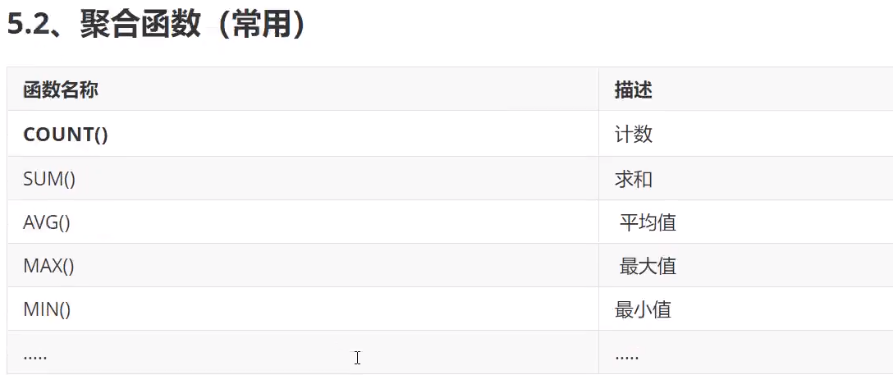 5.2、聚合函数（常用）
函数名称 描述
COUNT() 计数
SUM() 求和
AVG() 平均值
MAX() 最大值
MIN() 最小值
..... .....